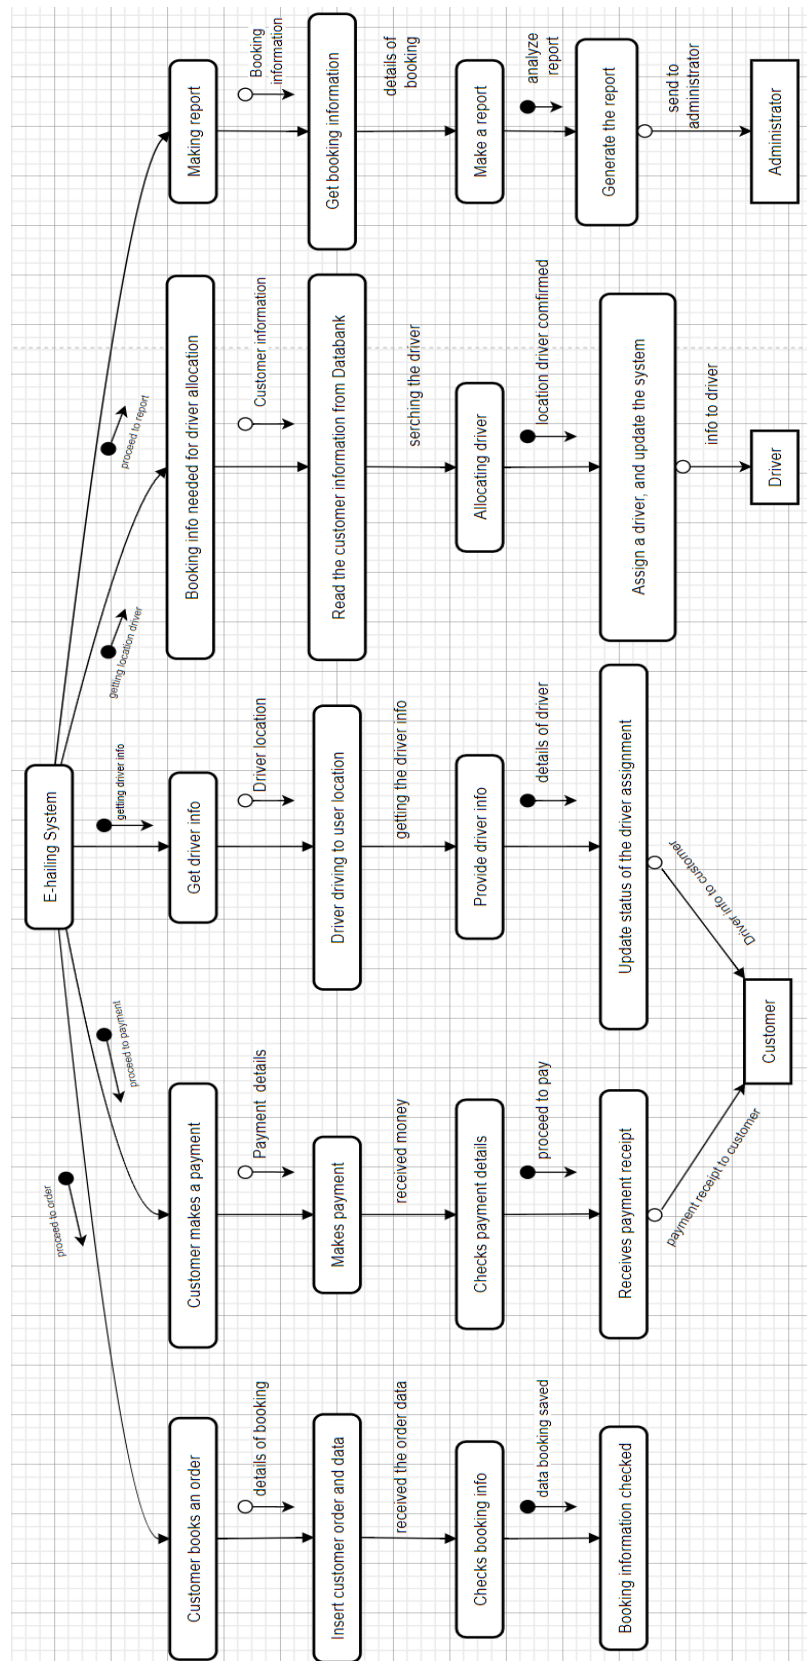 E-hailing System
proceed to order
proceed to payment
getting driver info
getting location driver
proceed to report
Customer books an order
Customer makes a payment
Get driver info
Booking info needed for driver allocation
Making report
details of booking
Payment details
Driver location
Customer information
Booking
information
Insert customer order and data
Makes payment
Driver driving to user location
Read the customer information from Databank
Get booking information
received the order data
received money
getting the driver info
serching the driver
details of
booking
Checks booking info
Checks payment details
Provide driver info
Allocating driver
Make a report
data booking saved
proceed to pay
details of driver
location driver comfirmed
analyze
report
Booking information checked
Receives payment receipt
Update status of the driver assignment
Assign a driver, and update the system
Generate the report
payment receipt to customer
Driver info to customer
info to driver
send to
administrator
Customer
Driver
Administrator